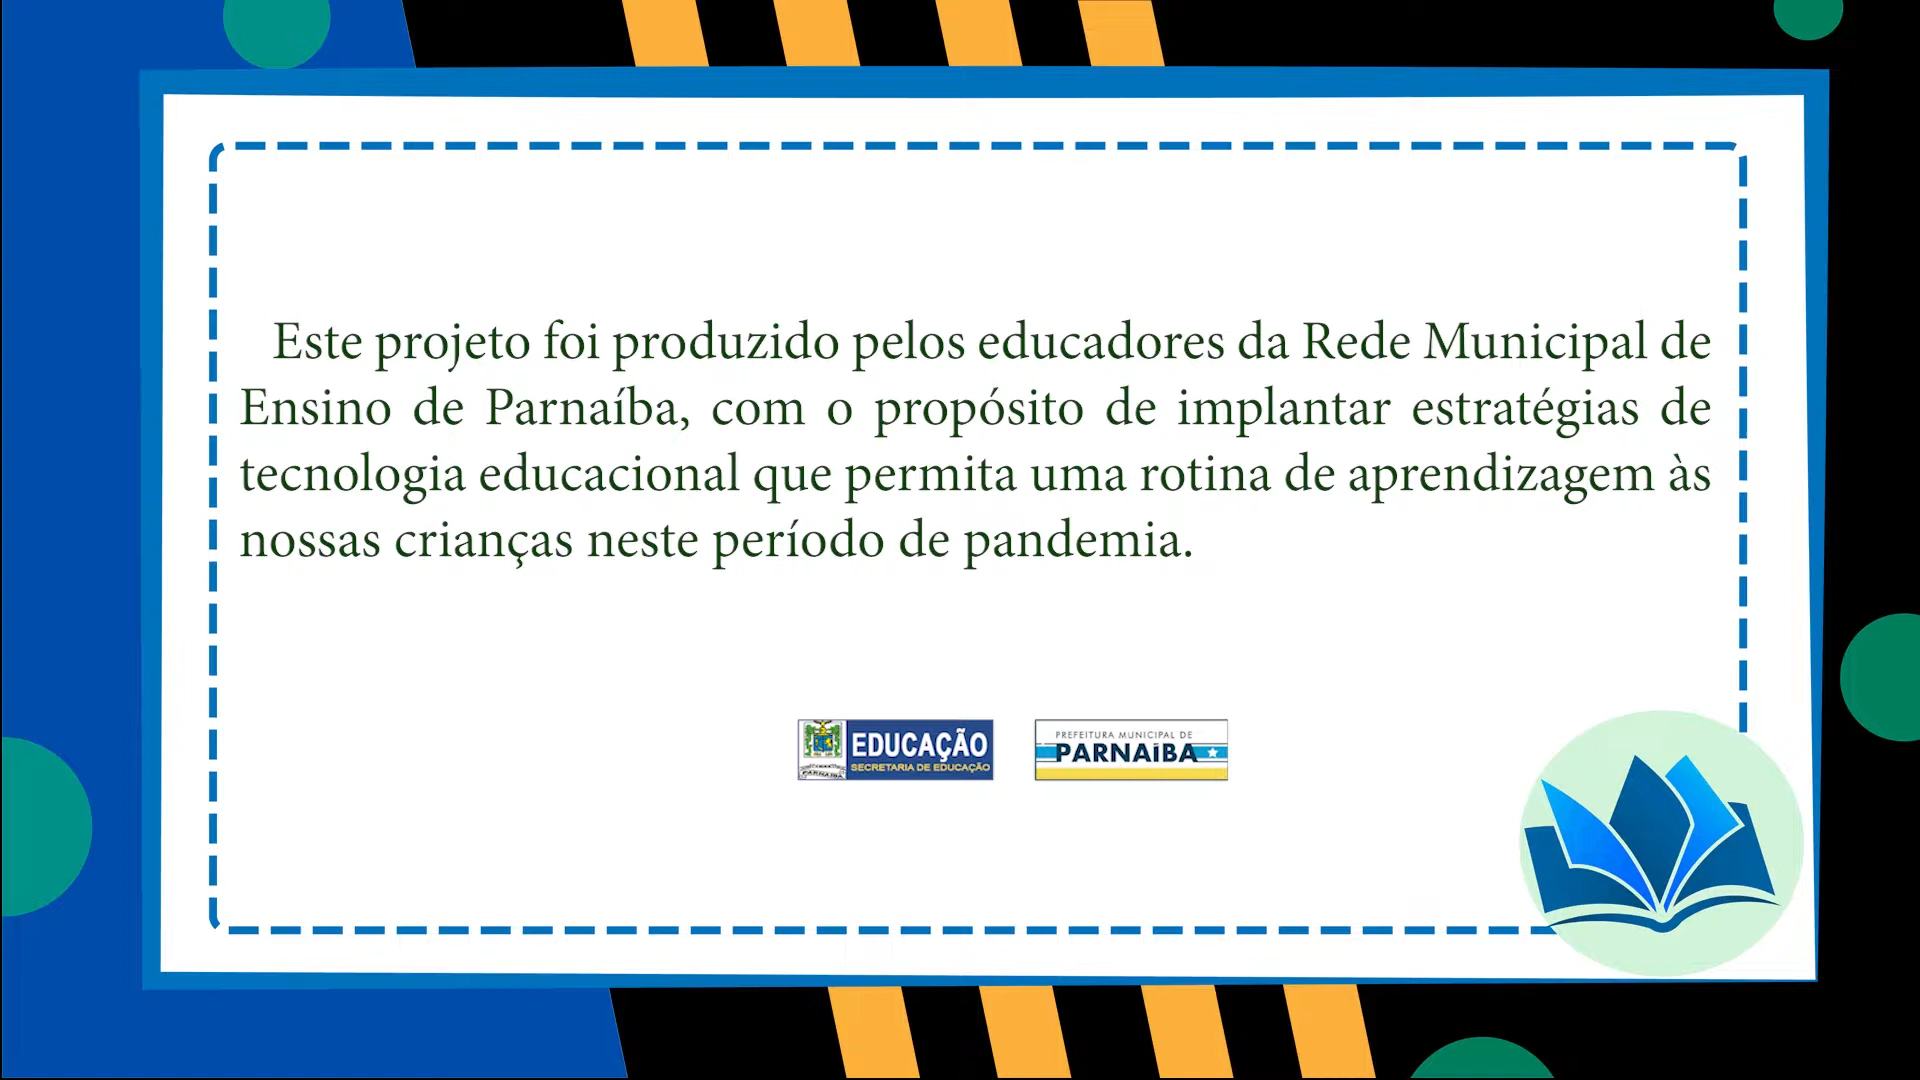 Este projeto foi produzido pelos educadores da Rede Municipal de
Ensino de Parnaíba, com o propósito de implantar estratégias de
tecnologia educacional que permita uma rotina de aprendizagem às
nossas crianças neste período de pandemia.
EDUCAÇÃO
SECRETARIA DE EDUCAÇÃO
PARNAIBA
PREFEITURA MUNICIPAL DE
PARNAÍBA